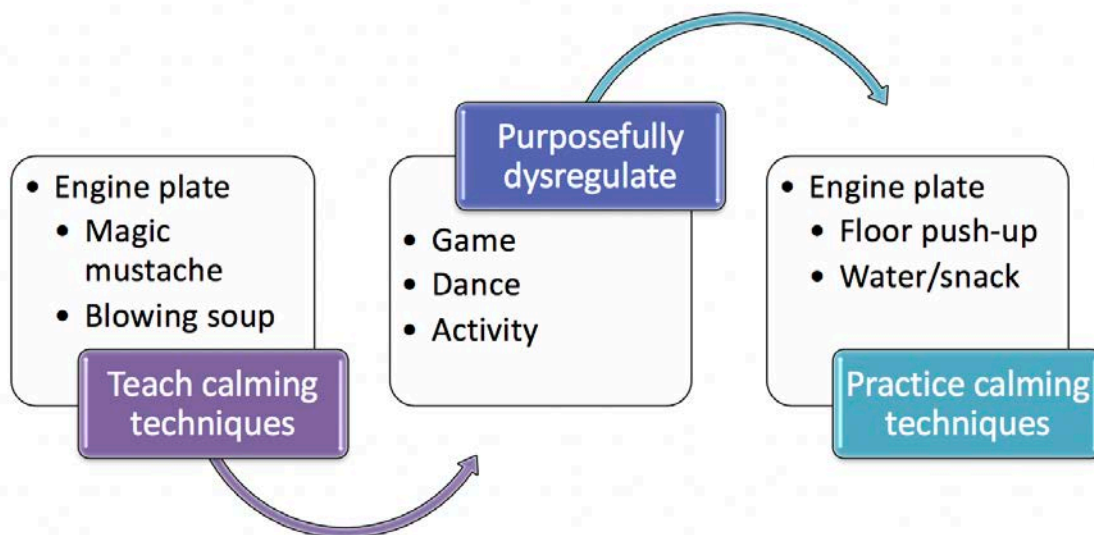 • Engine plate
• Magic
mustache
• Blowing soup
Teach calming
techniques
Purposefully
dysregulate
• Game
• Dance
• Activity
• Engine plate
• Floor push-up
• Water/snack
Practice calming
techniques